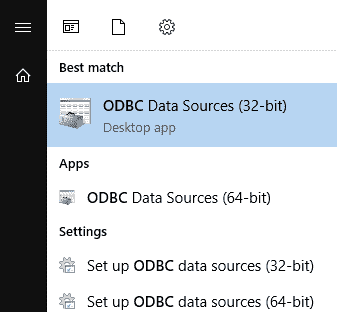 Best match
ODBC Data Sources (32-bit)
Desktop app
Apps
ODBC Data Sources (64-bit)
Settings
Set up ODBC data sources (32-bit)
Set up ODBC data sources (64-bit)